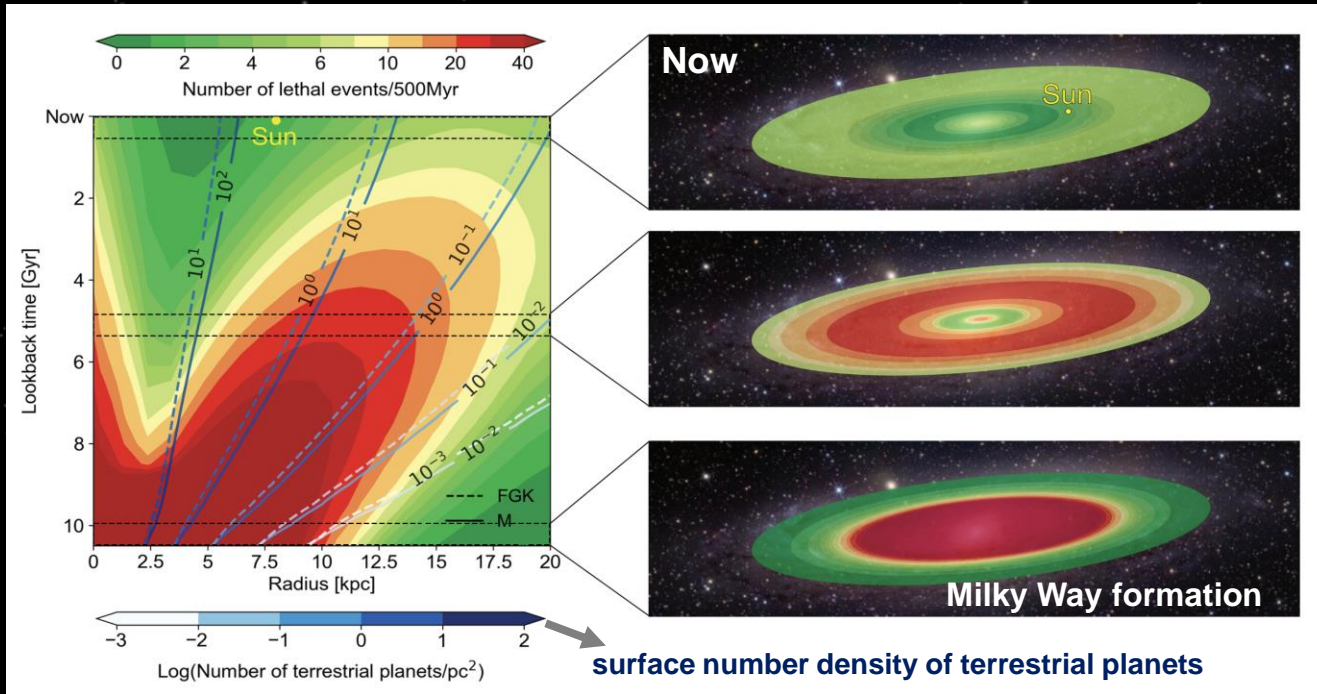 0 2 4 6 10 20 40
Number of lethal events/500Myr
Now
2
4
6
8
10
Lookback time [Gyr]
Sun
10²
10¹
10¹
10⁰
10⁻¹
10⁰
10⁻²
10⁻¹
10⁻²
10⁻³
FGK
M
0 2.5 5 7.5 10 12.5 15 17.5 20
Radius [kpc]
−3 −2 −1 0 1 2
Log(Number of terrestrial planets/pc²)
surface number density of terrestrial planets
Now
Sun
Milky Way formation